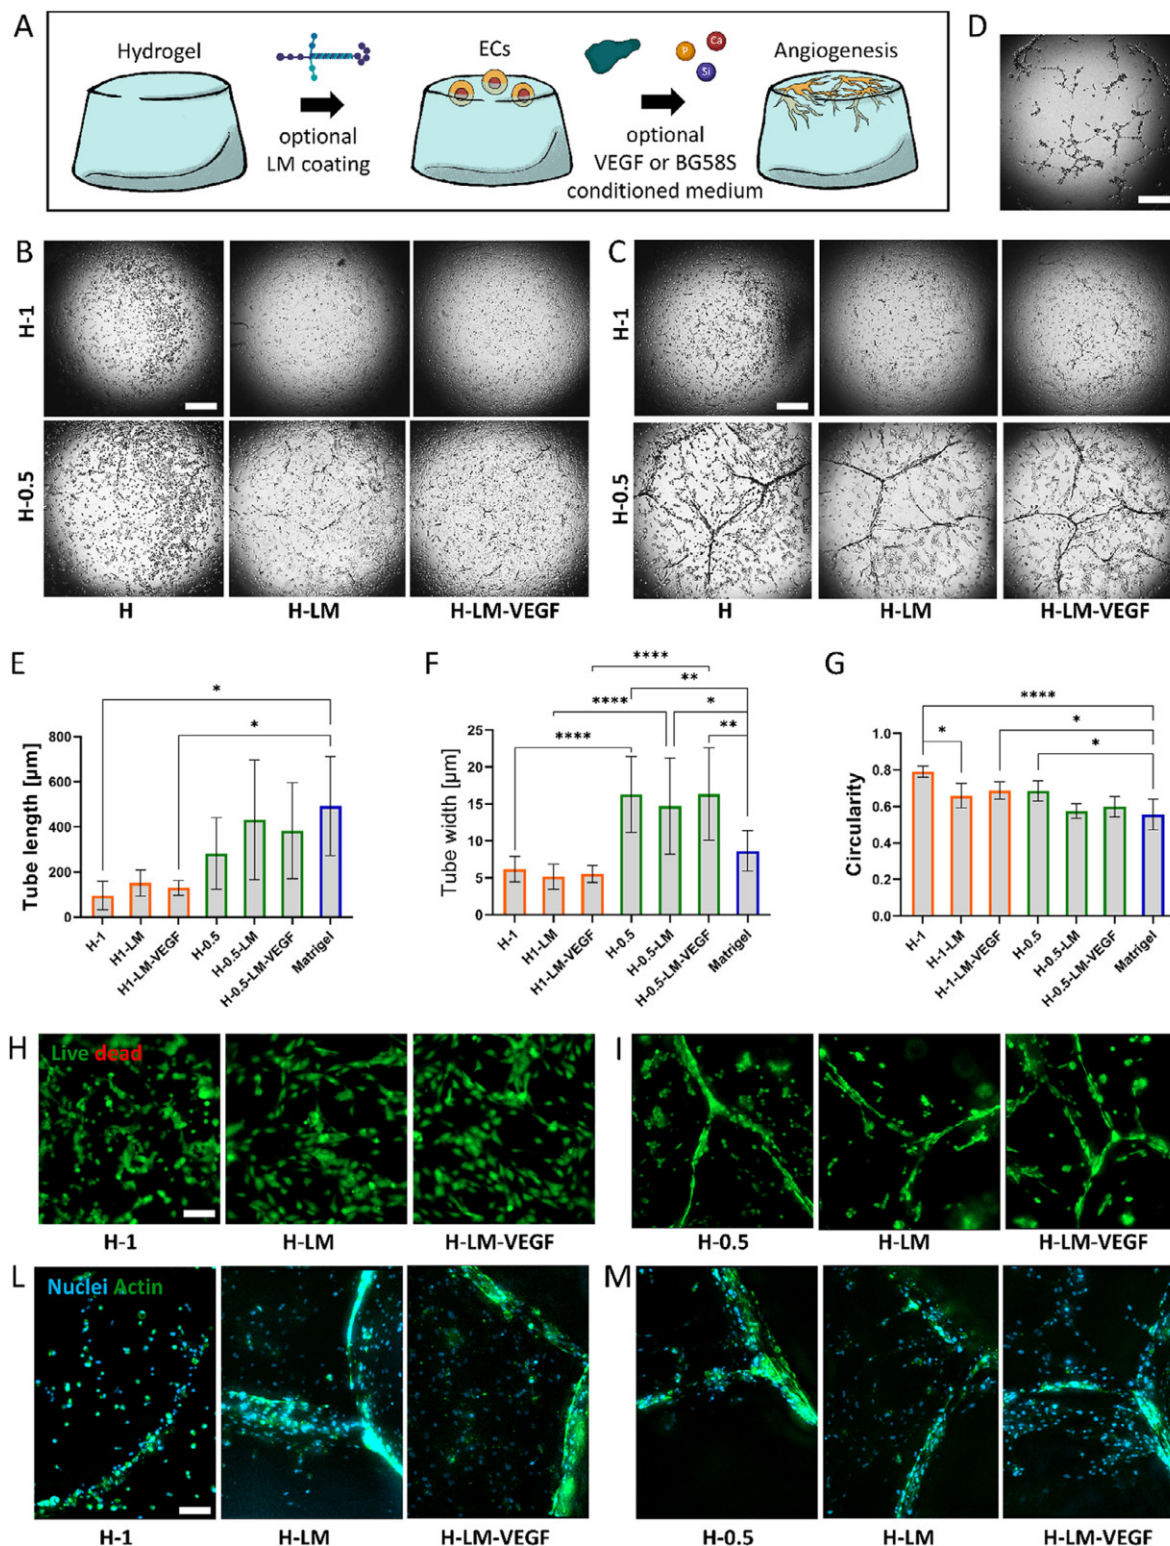 A
Hydrogel
optional
LM coating
ECs
P
Ca
Si
optional
VEGF or BG58S
conditioned medium
Angiogenesis
D
B
H-1
H-0.5
H
H-LM
H-LM-VEGF
C
H-1
H-0.5
H
H-LM
H-LM-VEGF
E
*
*
Tube length [µm]
800
600
400
200
0
H-1
H1-LM
H1-LM-VEGF
H-0.5
H-0.5-LM
H-0.5-LM-VEGF
Matrigel
F
****
**
****
*
**
****
Tube width [µm]
25
20
15
10
5
0
H-1
H1-LM
H1-LM-VEGF
H-0.5
H-0.5-LM
H-0.5-LM-VEGF
Matrigel
G
****
*
*
*
Circularity
1.0
0.8
0.6
0.4
0.2
0.0
H-1
H-1-LM
H-1-LM-VEGF
H-0.5
H-0.5-LM
H-0.5-LM-VEGF
Matrigel
H
Live dead
H-1
H-LM
H-LM-VEGF
I
H-0.5
H-LM
H-LM-VEGF
L
Nuclei Actin
H-1
H-LM
H-LM-VEGF
M
H-0.5
H-LM
H-LM-VEGF